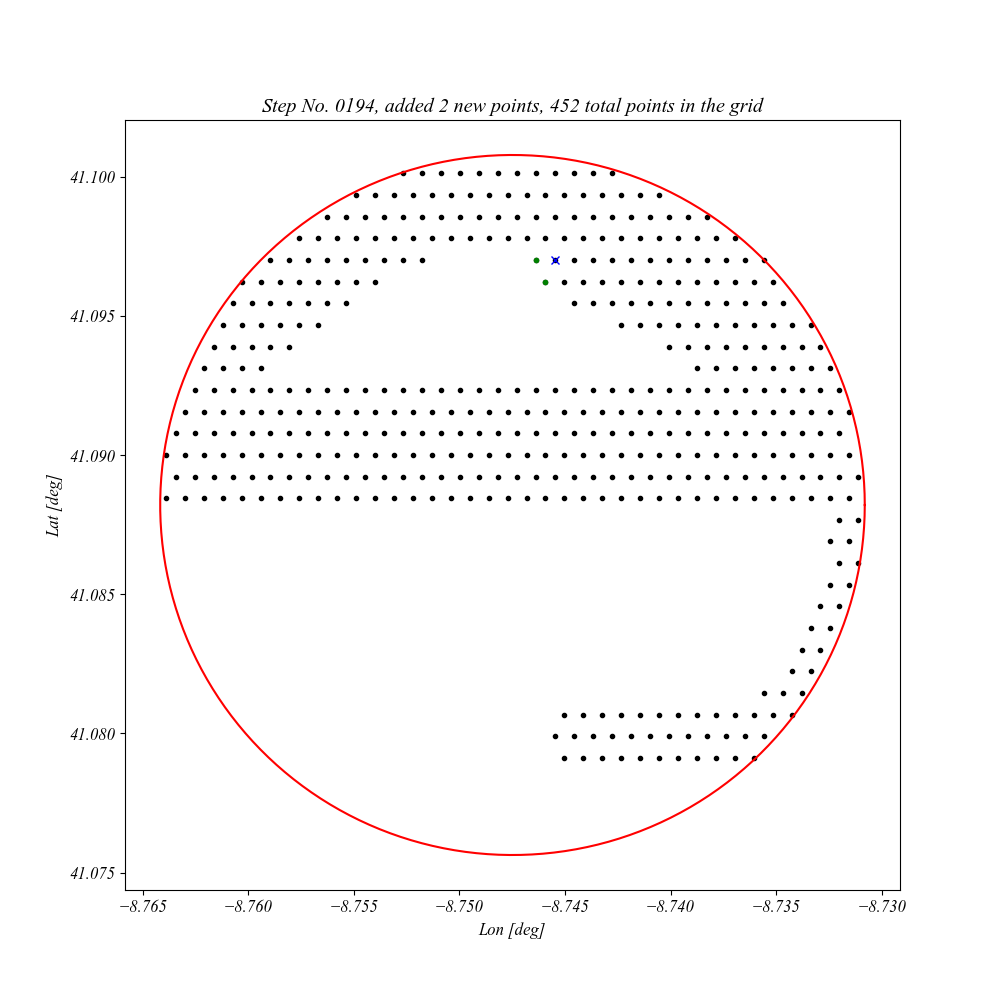 Step No. 0194, added 2 new points, 452 total points in the grid
41.100
41.095
41.090
41.085
41.080
41.075
Lat [deg]
−8.765 −8.760 −8.755 −8.750 −8.745 −8.740 −8.735 −8.730
Lon [deg]